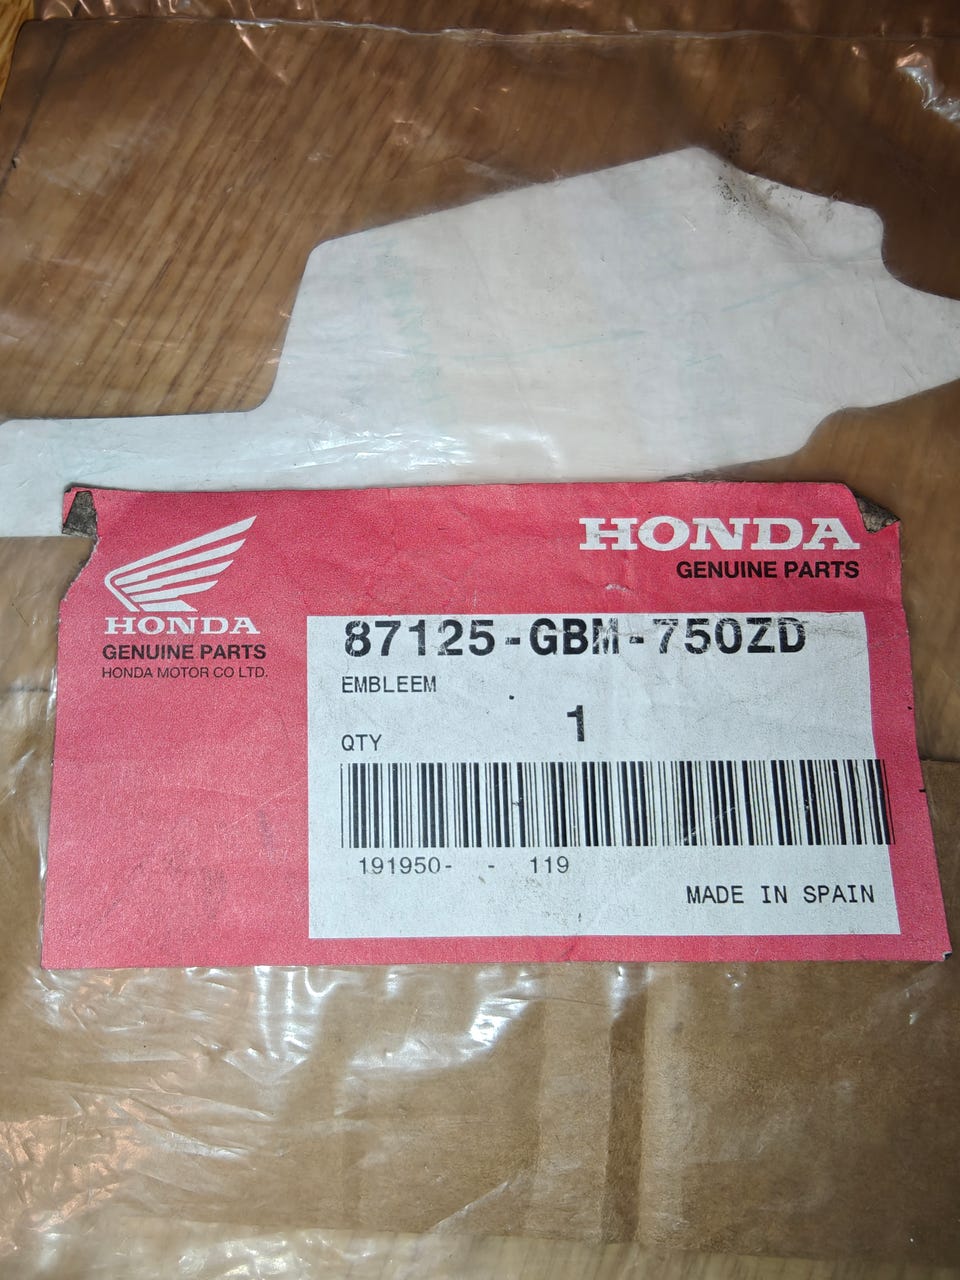 HONDA
GENUINE PARTS
HONDA
GENUINE PARTS
HONDA MOTOR CO LTD.
87125-GBM-750ZD
EMBLEEM
1
QTY
191950- - 119
MADE IN SPAIN